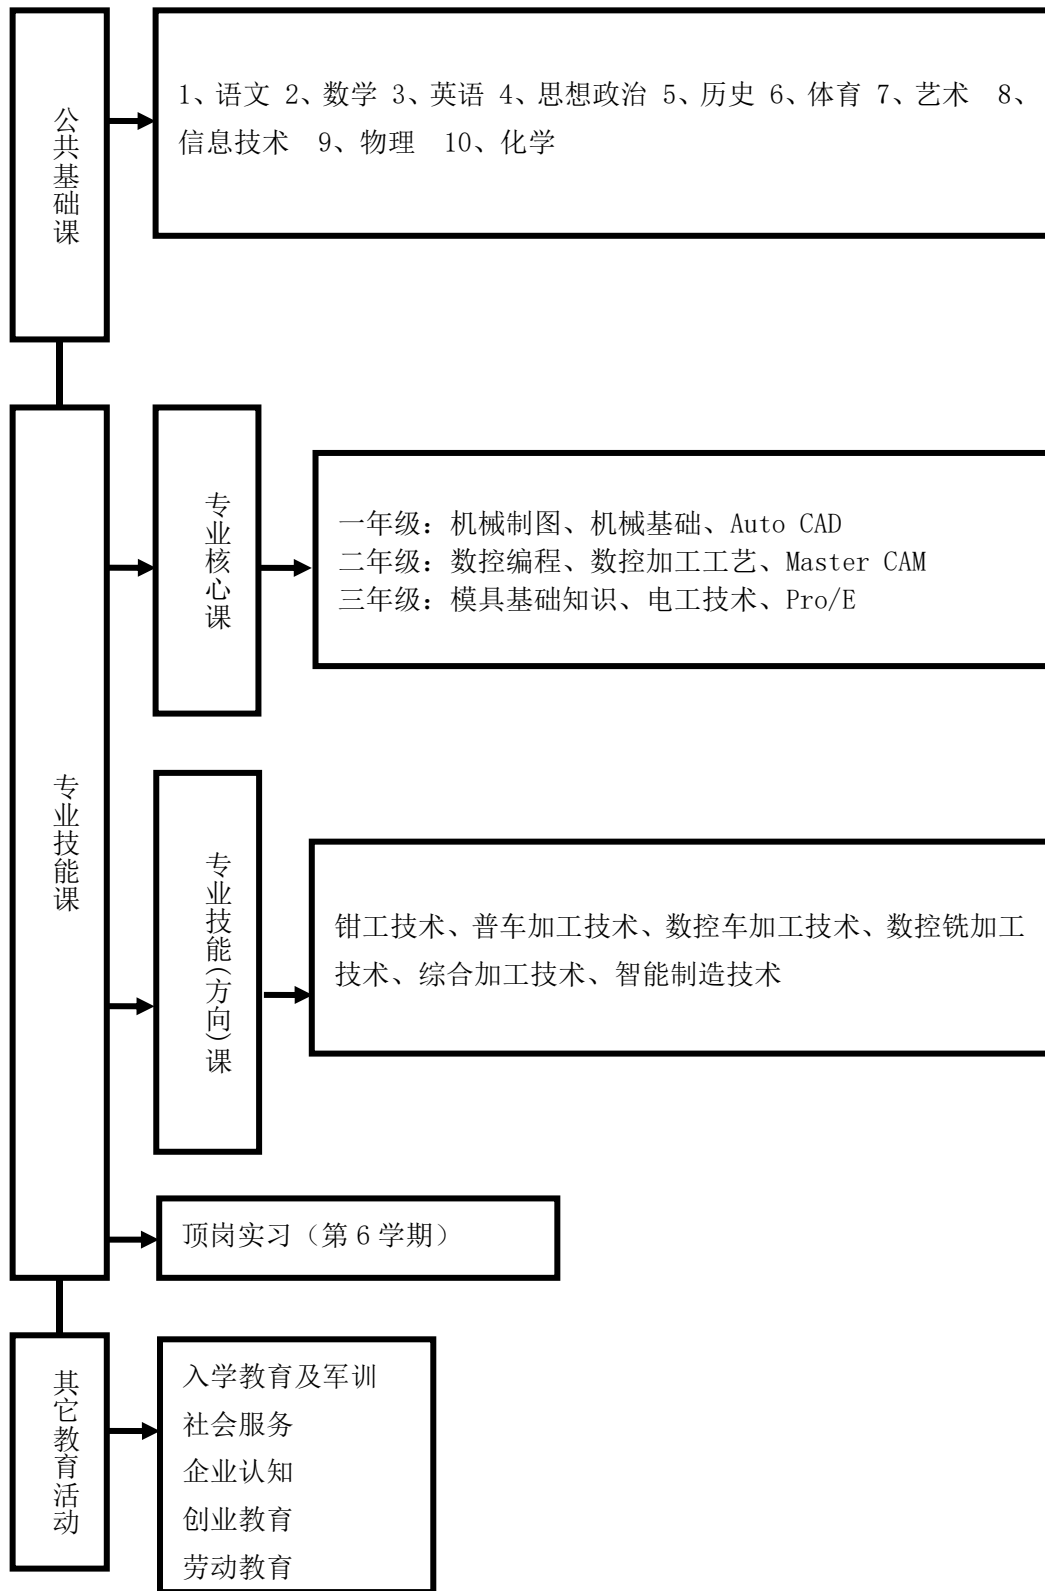 公共基础课
1、语文 2、数学 3、英语 4、思想政治 5、历史 6、体育 7、艺术 8、
信息技术 9、物理 10、化学
专业技能课
专业核心课
一年级：机械制图、机械基础、Auto CAD
二年级：数控编程、数控加工工艺、Master CAM
三年级：模具基础知识、电工技术、Pro/E
专业技能(方向)课
钳工技术、普车加工技术、数控车加工技术、数控铣加工
技术、综合加工技术、智能制造技术
顶岗实习（第 6 学期）
其它教育活动
入学教育及军训
社会服务
企业认知
创业教育
劳动教育